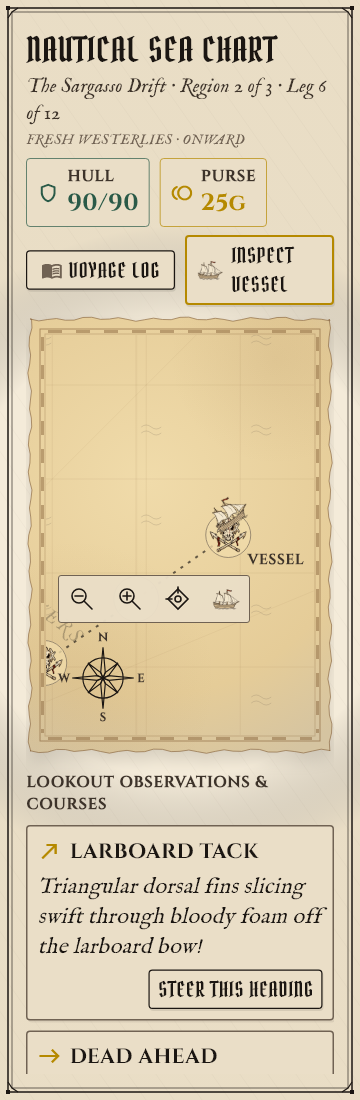 NAUTICAL SEA CHART
The Sargasso Drift · Region 2 of 3 · Leg 6
of 12
FRESH WESTERLIES · ONWARD
HULL
90/90
PURSE
25G
VOYAGE LOG
INSPECT
VESSEL
VESSEL
N
W
E
S
LOOKOUT OBSERVATIONS &
COURSES
LARBOARD TACK
Triangular dorsal fins slicing
swift through bloody foam off
the larboard bow!
STEER THIS HEADING
DEAD AHEAD